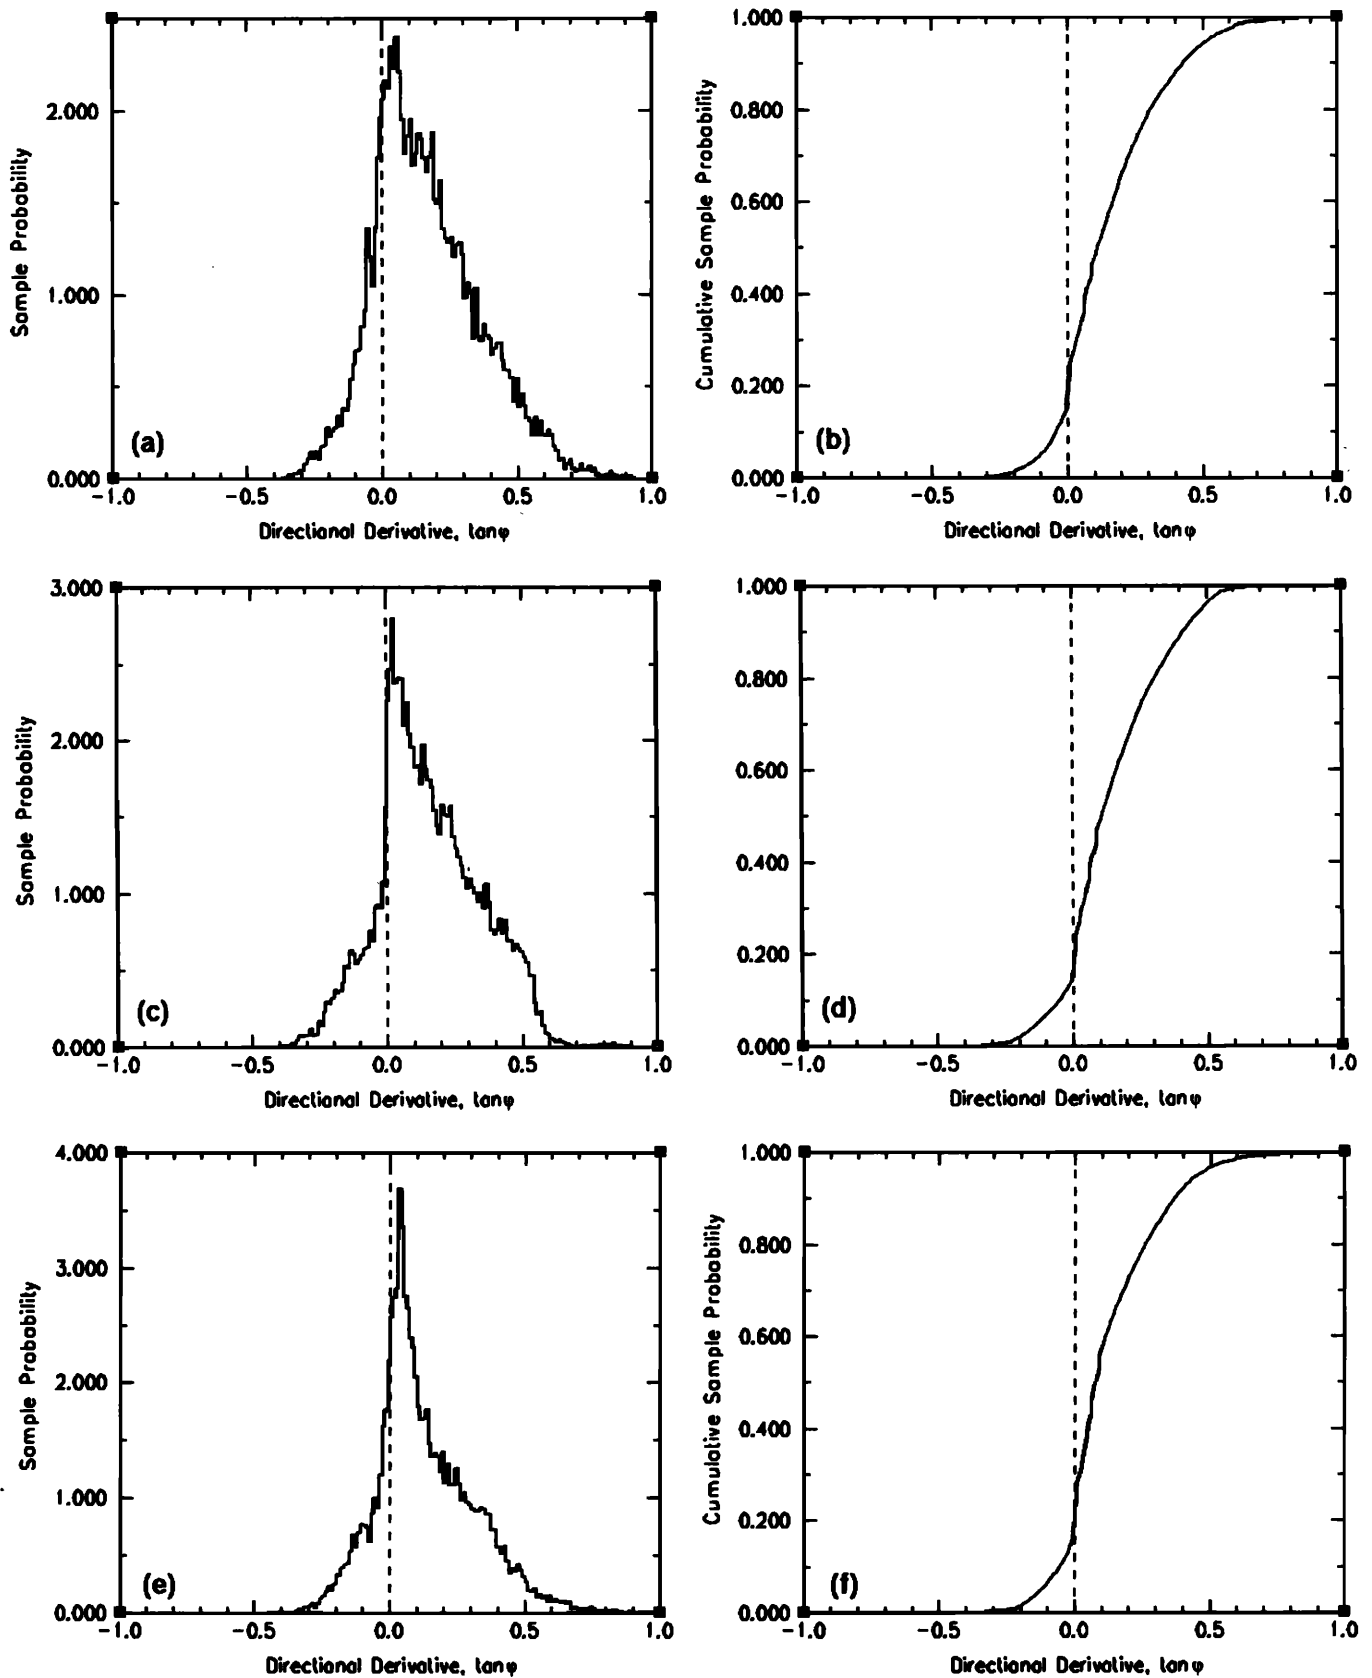 2.000
1.000
0.000
Sample Probability
(a)
-1.0 -0.5 0.0 0.5 1.0
Directional Derivative, tanφ
1.000
0.800
0.600
0.400
0.200
0.000
Cumulative Sample Probability
(b)
-1.0 -0.5 0.0 0.5 1.0
Directional Derivative, tanφ
3.000
2.000
1.000
0.000
Sample Probability
(c)
-1.0 -0.5 0.0 0.5 1.0
Directional Derivative, tanφ
1.000
0.800
0.600
0.400
0.200
0.000
(d)
-1.0 -0.5 0.0 0.5 1.0
Directional Derivative, tanφ
4.000
3.000
2.000
1.000
0.000
Sample Probability
(e)
-1.0 -0.5 0.0 0.5 1.0
Directional Derivative, tanφ
1.000
0.800
0.600
0.400
0.200
0.000
Cumulative Sample Probability
(f)
-1.0 -0.5 0.0 0.5 1.0
Directional Derivative, tanφ